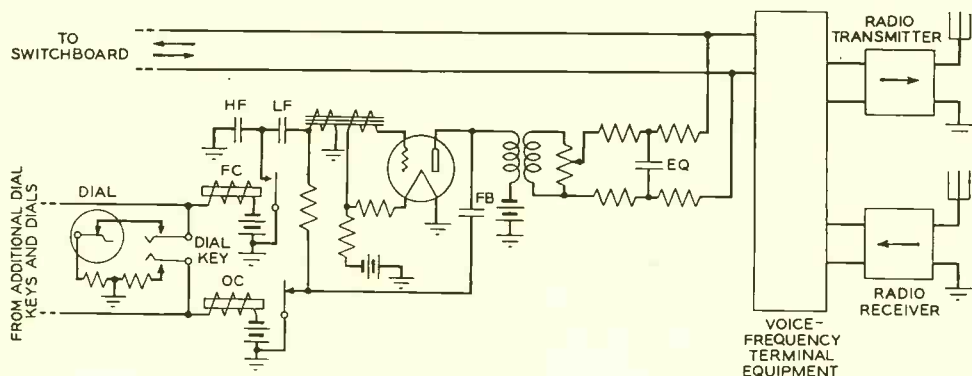 TO
SWITCHBOARD
HF
LF
FC
DIAL
DIAL
KEY
OC
FROM ADDITIONAL DIAL
KEYS AND DIALS
FB
EQ
RADIO
TRANSMITTER
RADIO
RECEIVER
VOICE-
FREQUENCY
TERMINAL
EQUIPMENT